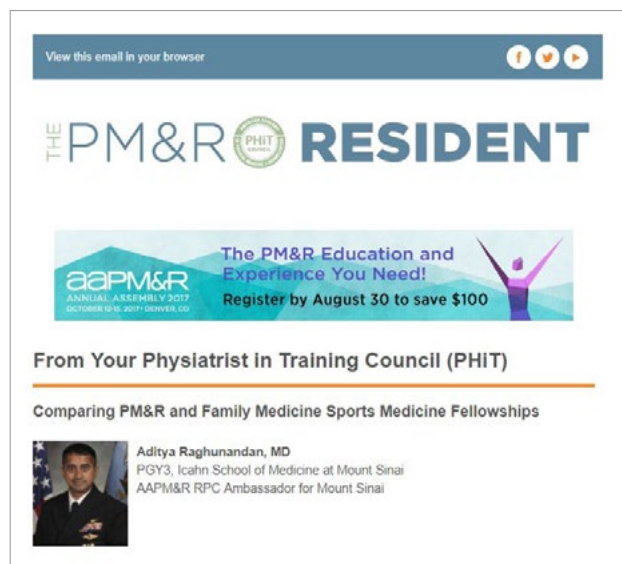 View this email in your browser
THE PM&R PHiT COUNCIL RESIDENT
aaPM&R
ANNUAL ASSEMBLY 2017
OCTOBER 12-15, 2017 • DENVER, CO
The PM&R Education and
Experience You Need!
Register by August 30 to save $100
From Your Physiatrist in Training Council (PHiT)
Comparing PM&R and Family Medicine Sports Medicine Fellowships
Aditya Raghunandan, MD
PGY3, Icahn School of Medicine at Mount Sinai
AAPM&R RPC Ambassador for Mount Sinai